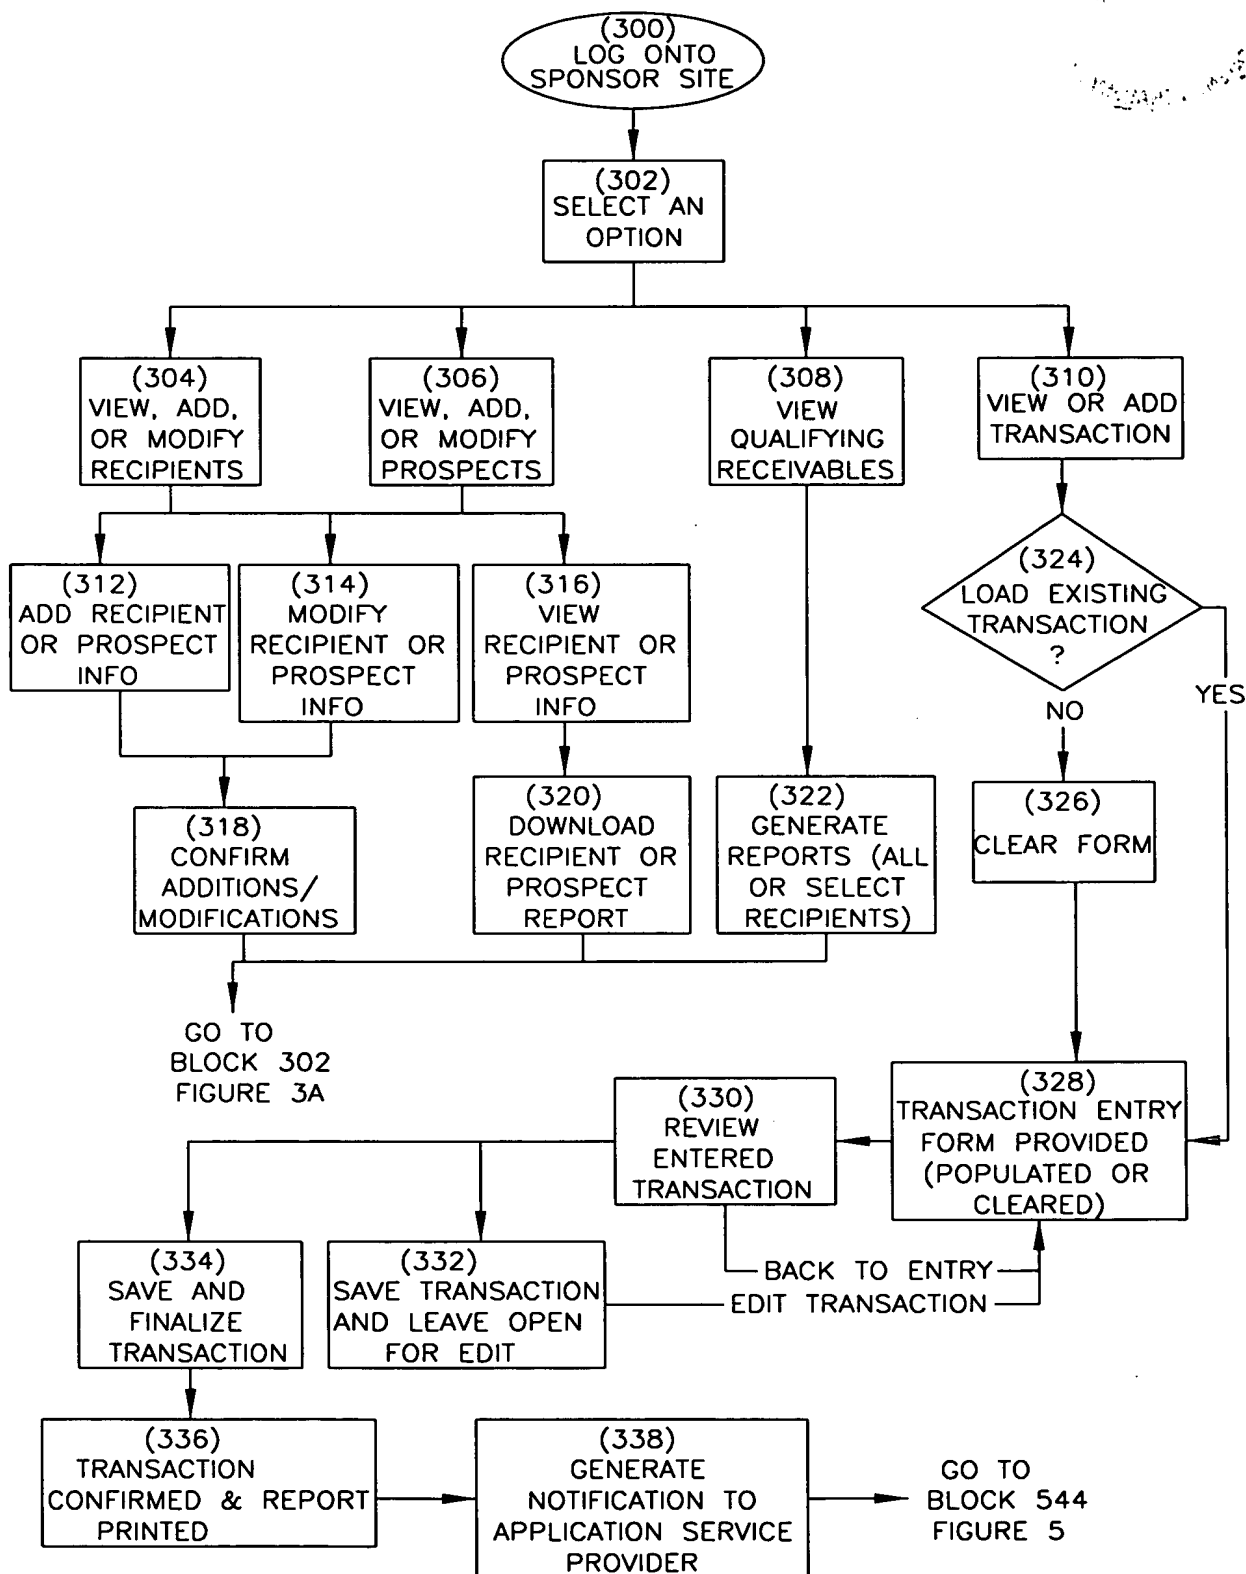 (300)
LOG ONTO
SPONSOR SITE
(302)
SELECT AN
OPTION
(304)
VIEW, ADD,
OR MODIFY
RECIPIENTS
(306)
VIEW, ADD,
OR MODIFY
PROSPECTS
(308)
VIEW
QUALIFYING
RECEIVABLES
(310)
VIEW OR ADD
TRANSACTION
(312)
ADD RECIPIENT
OR PROSPECT
INFO
(314)
MODIFY
RECIPIENT OR
PROSPECT
INFO
(316)
VIEW
RECIPIENT OR
PROSPECT
INFO
(324)
LOAD EXISTING
TRANSACTION
?
YES
NO
(318)
CONFIRM
ADDITIONS/
MODIFICATIONS
(320)
DOWNLOAD
RECIPIENT OR
PROSPECT
REPORT
(322)
GENERATE
REPORTS (ALL
OR SELECT
RECIPIENTS)
(326)
CLEAR FORM
GO TO
BLOCK 302
FIGURE 3A
(328)
TRANSACTION ENTRY
FORM PROVIDED
(POPULATED OR
CLEARED)
(330)
REVIEW
ENTERED
TRANSACTION
(334)
SAVE AND
FINALIZE
TRANSACTION
(332)
SAVE TRANSACTION
AND LEAVE OPEN
FOR EDIT
BACK TO ENTRY
EDIT TRANSACTION
(336)
TRANSACTION
CONFIRMED & REPORT
PRINTED
(338)
GENERATE
NOTIFICATION TO
APPLICATION SERVICE
PROVIDER
GO TO
BLOCK 544
FIGURE 5